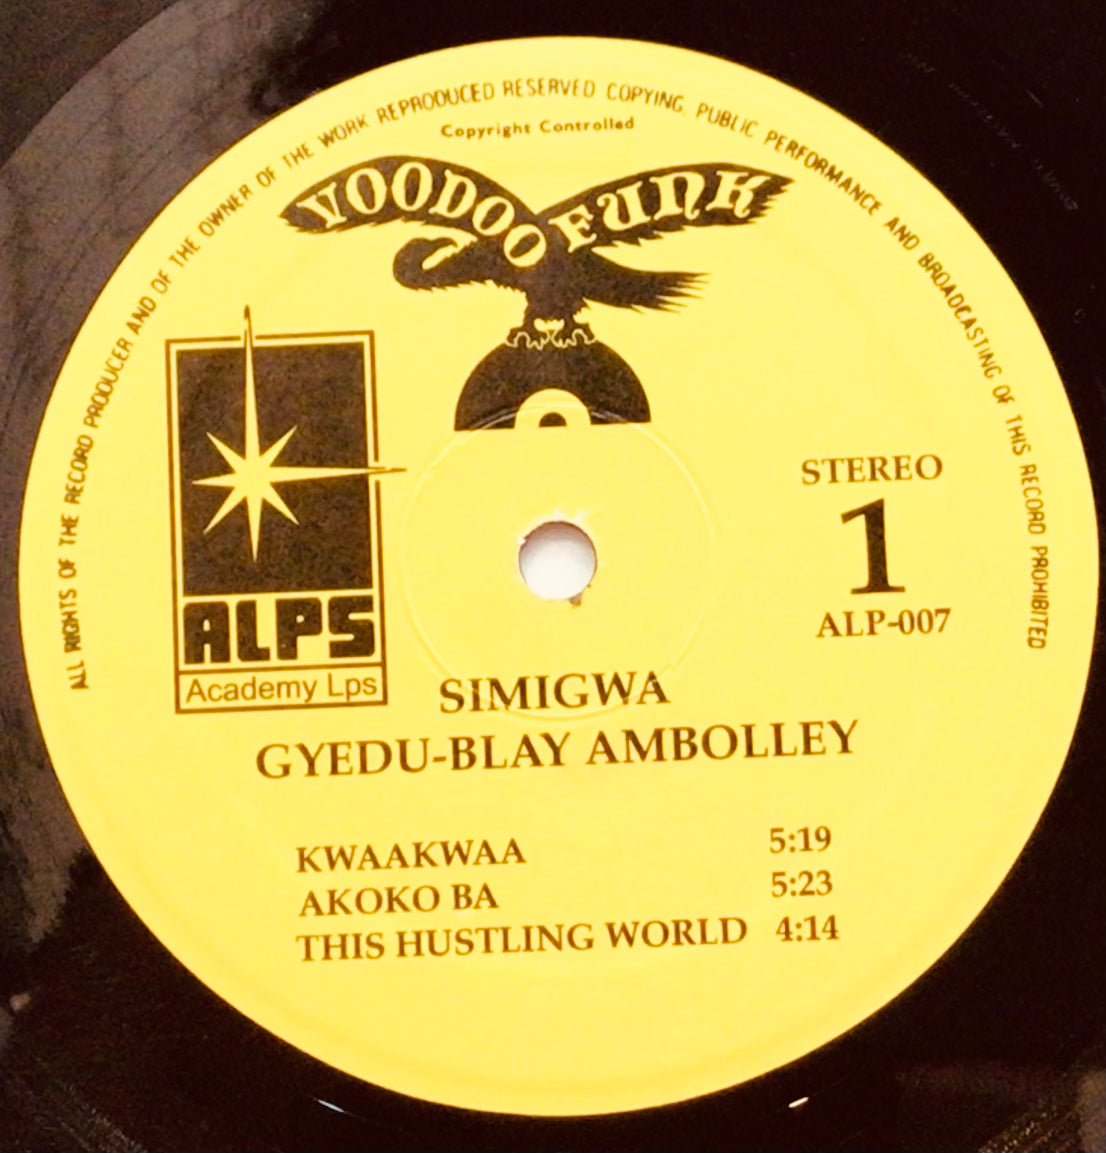 ALL RIGHTS OF THE RECORD PRODUCER AND OF THE OWNER OF THE WORK REPRODUCED RESERVED COPYING. PUBLIC PERFORMANCE AND BROADCASTING OF THIS RECORD PROHIBITED
Copyright Controlled
VOODOO FUNK
ALPS
Academy Lps
STEREO
1
ALP-007
SIMIGWA
GYEDU-BLAY AMBOLLEY
KWAAKWAA 5:19
AKOKO BA 5:23
THIS HUSTLING WORLD 4:14